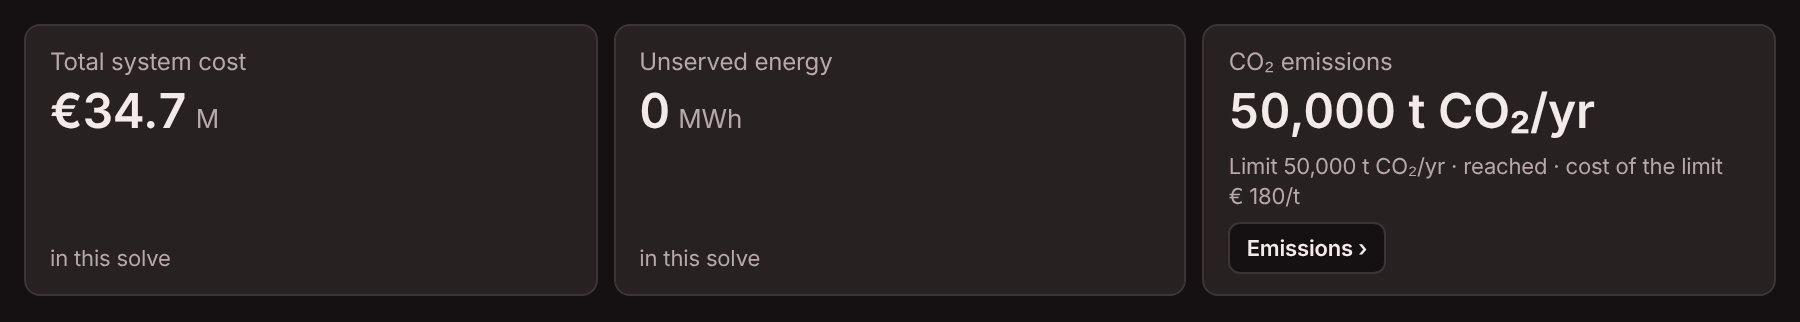 Total system cost
€34.7 M
in this solve
Unserved energy
0 MWh
in this solve
CO₂ emissions
50,000 t CO₂/yr
Limit 50,000 t CO₂/yr · reached · cost of the limit
€ 180/t
Emissions ›